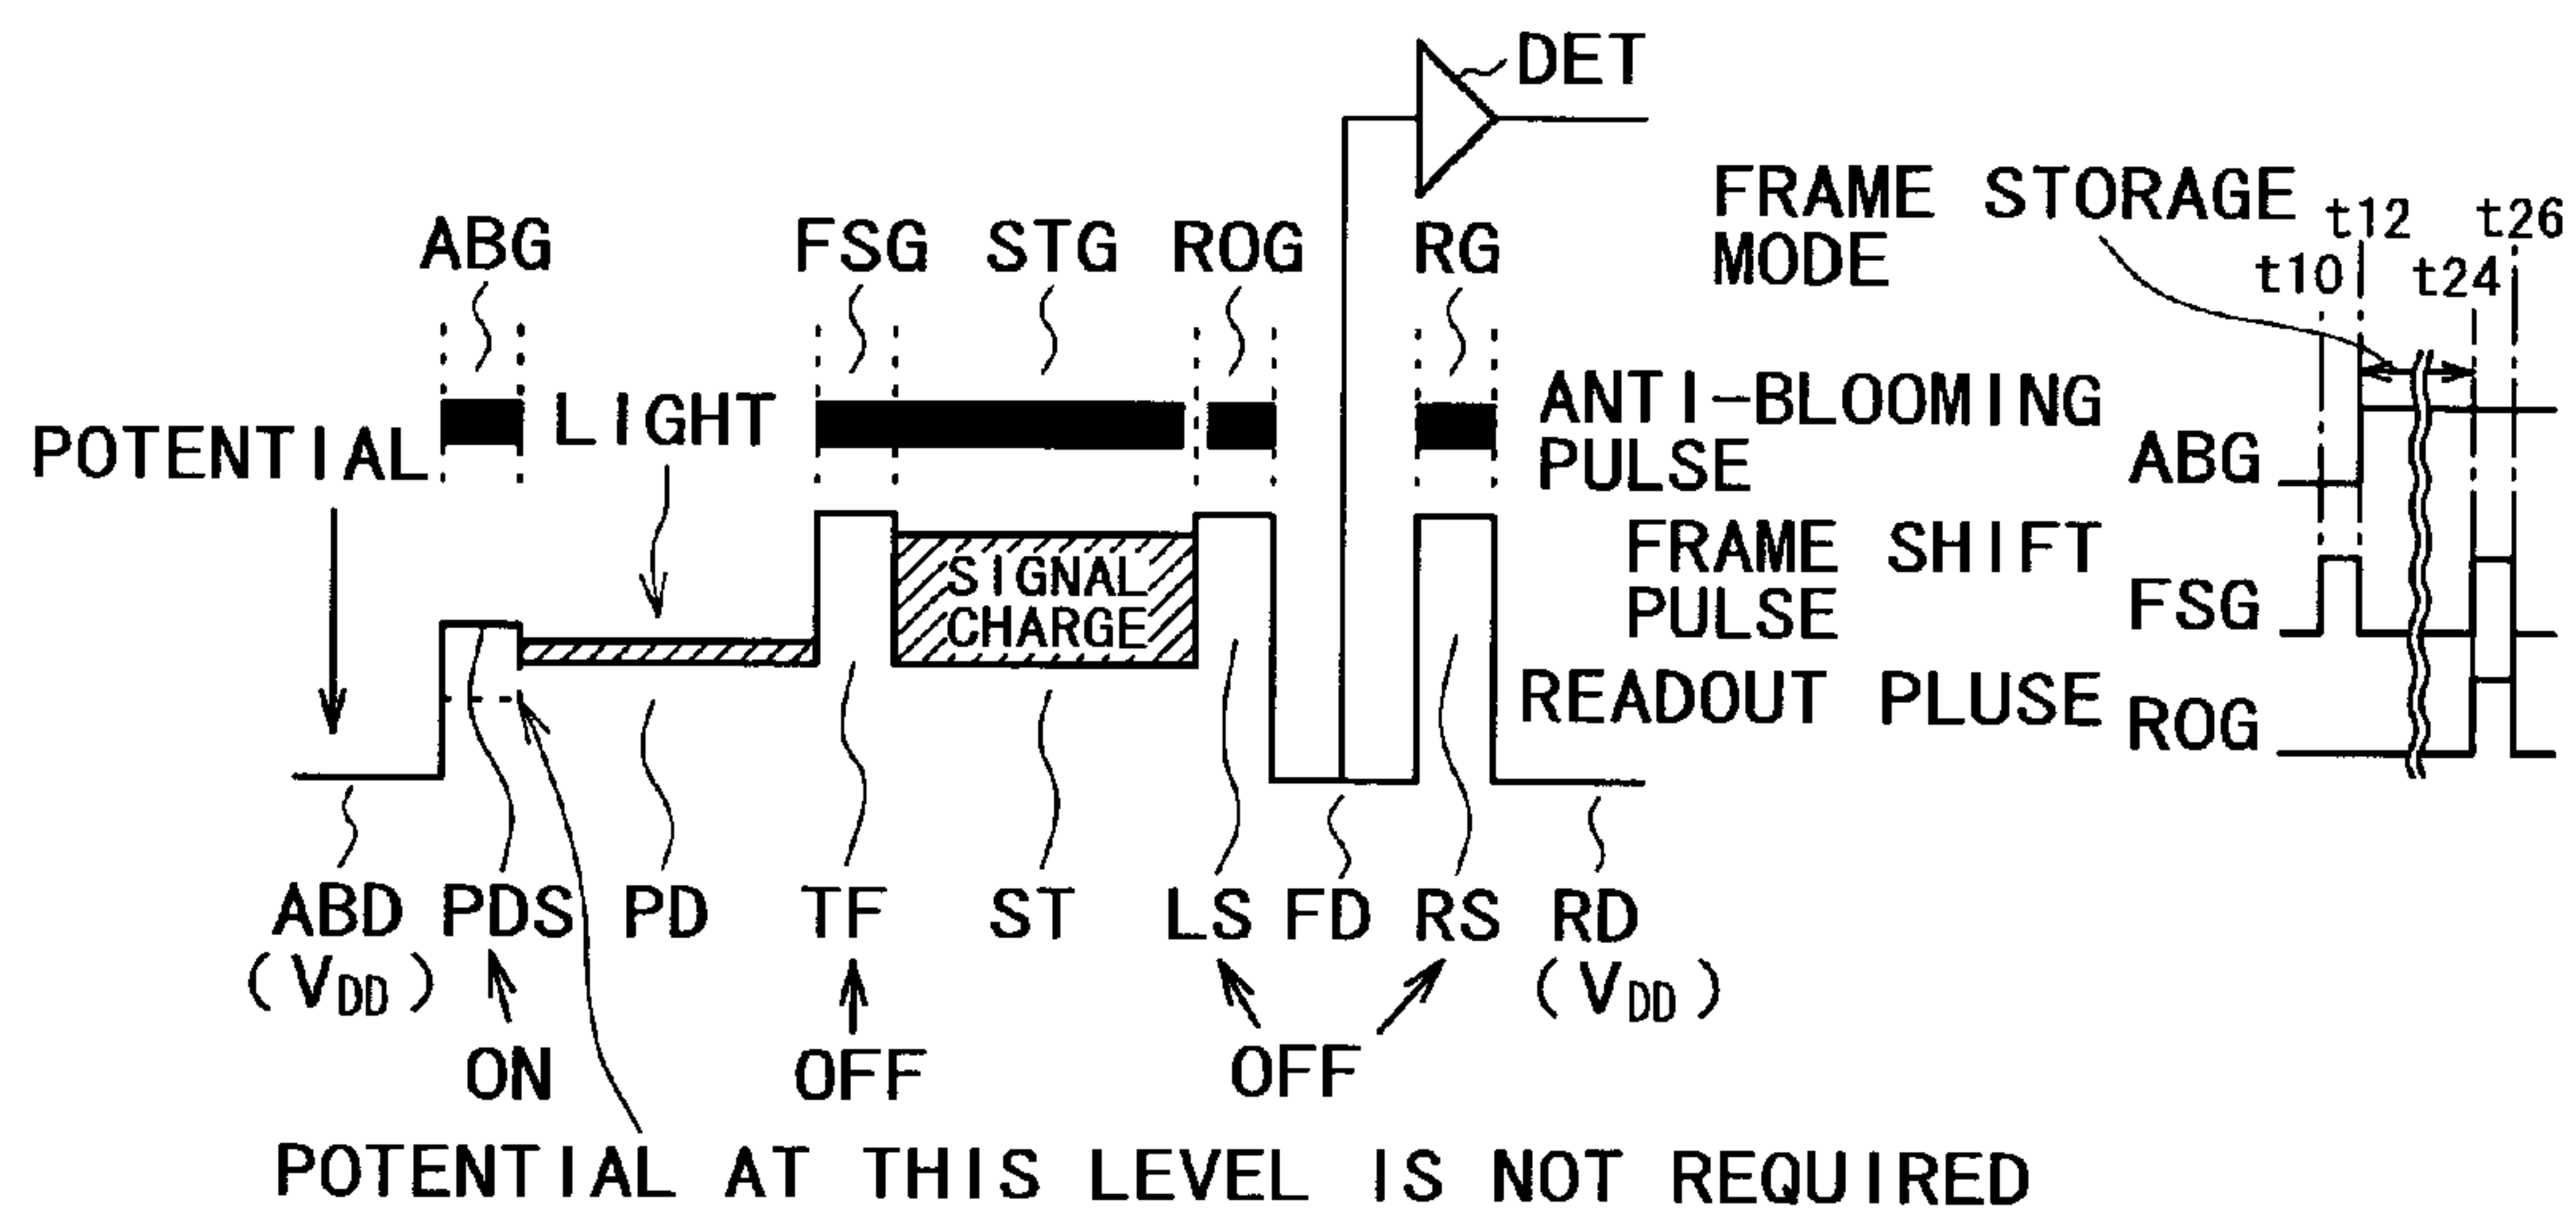 DET
FRAME STORAGE
MODE
t12
t26
t10
t24
ABG
FSG
STG
ROG
RG
LIGHT
POTENTIAL
ANTI-BLOOMING
PULSE
ABG
FRAME SHIFT
PULSE
FSG
SIGNAL
CHARGE
READOUT PLUSE
ROG
ABD
PDS
PD
TF
ST
LS
FD
RS
RD
(VDD)
(VDD)
ON
OFF
OFF
POTENTIAL AT THIS LEVEL IS NOT REQUIRED